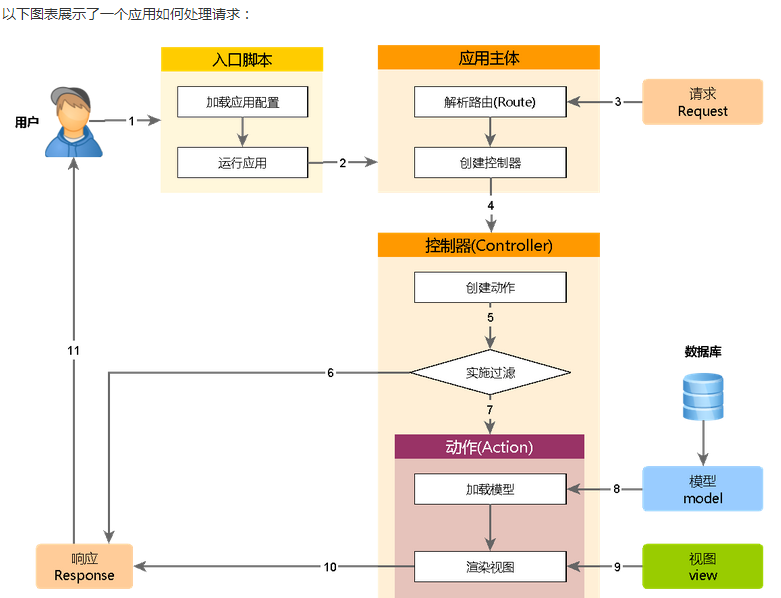 以下图表展示了一个应用如何处理请求：
入口脚本
加载应用配置
运行应用
应用主体
解析路由(Route)
创建控制器
请求
Request
用户
1
2
3
4
控制器(Controller)
创建动作
5
实施过滤
6
7
动作(Action)
加载模型
渲染视图
数据库
模型
model
8
视图
view
9
10
响应
Response
11